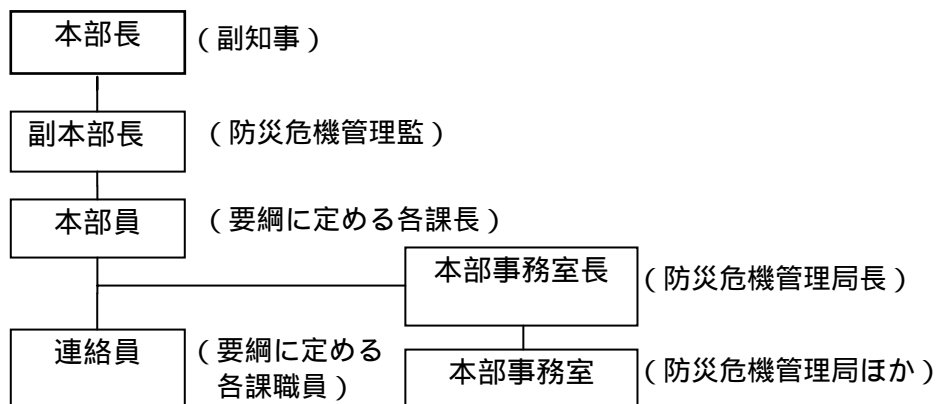 本部長
（副知事）
副本部長
（防災危機管理監）
本部員
（要綱に定める各課長）
本部事務室長
（防災危機管理局長）
連絡員
（要綱に定める
各課職員）
本部事務室
（防災危機管理局ほか）